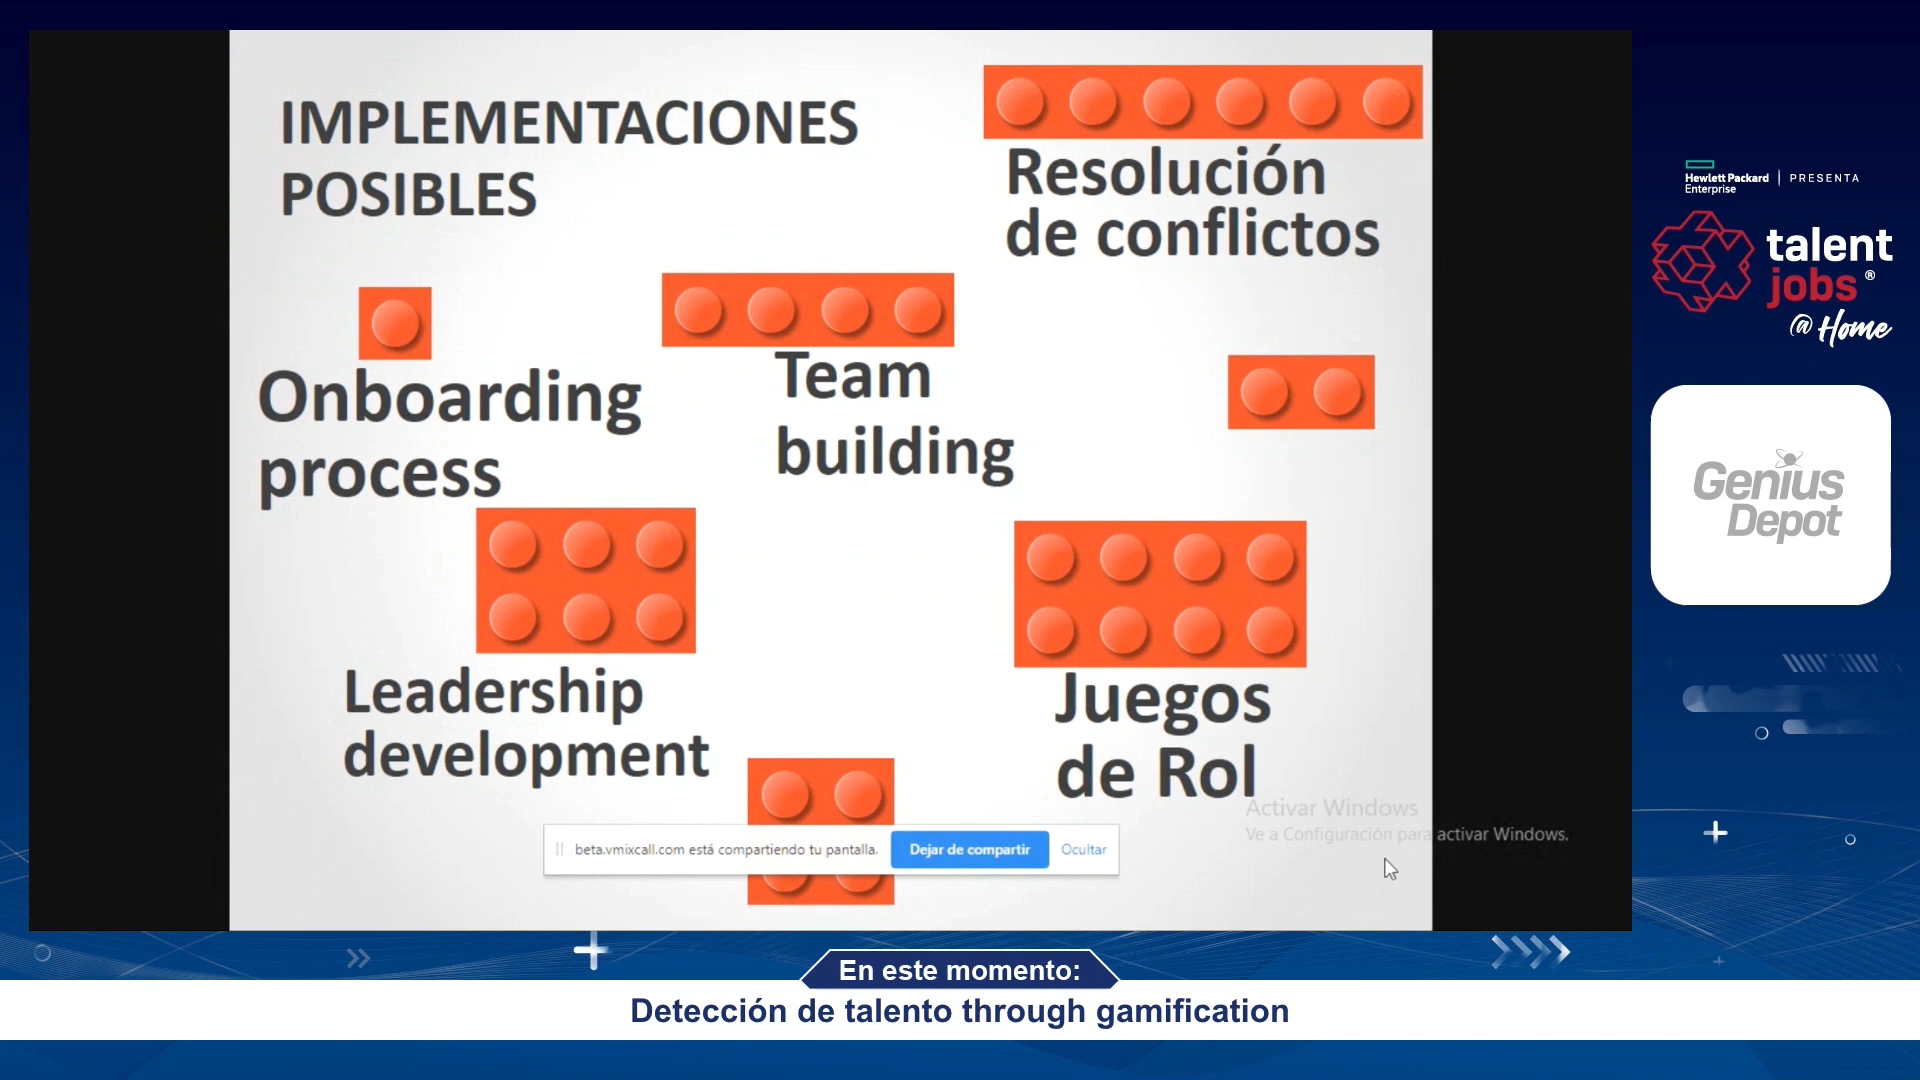 IMPLEMENTACIONES
POSIBLES
Resolución
de conflictos
Onboarding
process
Team
building
Leadership
development
Juegos
de Rol
Activar Windows
Ve a Configuración para activar Windows.
beta.vmixcall.com está compartiendo tu pantalla.
Dejar de compartir
Ocultar
Hewlett Packard
Enterprise
PRESENTA
talent
jobs®
@Home
Genius
Depot
En este momento:
Detección de talento through gamification